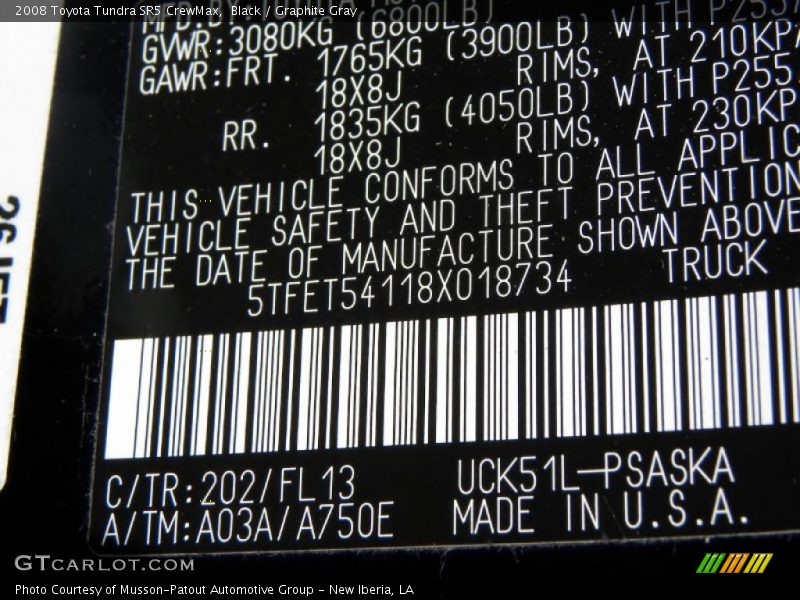 2008 Toyota Tundra SR5 CrewMax, Black / Graphite Gray
GVWR:3080KG (6800LB)
GAWR:FRT. 1765KG (3900LB) WITH P255
18X8J RIMS, AT 210KPA
RR. 1835KG (4050LB) WITH P255
18X8J RIMS, AT 230KP
THIS VEHICLE CONFORMS TO ALL APPLIC
VEHICLE SAFETY AND THEFT PREVENTION
THE DATE OF MANUFACTURE SHOWN ABOVE
5TFET54118X018734 TRUCK
C/TR:202/FL13 UCK51L-PSASKA
A/TM:A03A/A750E MADE IN U.S.A.
GTCARLOT.COM
Photo Courtesy of Musson-Patout Automotive Group - New Iberia, LA